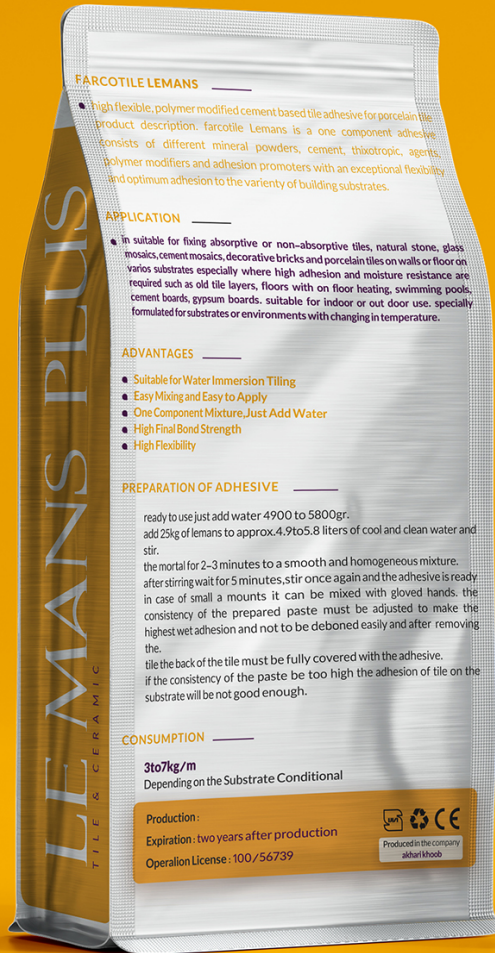 FARCOTILE LEMANS
high flexible, polymer modified cement based tile adhesive for porcelain tile
product description. farcotile Lemans is a one component adhesive
consists of different mineral powders, cement, thixotropic, agents,
polymer modifiers and adhesion promoters with an exceptional flexibility
and optimum adhesion to the varienty of building substrates.
APPLICATION
in suitable for fixing absorptive or non-absorptive tiles, natural stone, glass
mosaics, cement mosaics, decorative bricks and porcelain tiles on walls or floor on
varios substrates especially where high adhesion and moisture resistance are
required such as old tile layers, floors with on floor heating, swimming pools,
cement boards, gypsum boards. suitable for indoor or out door use. specially
formulated for substrates or environments with changing in temperature.
ADVANTAGES
Suitable for Water Immersion Tiling
Easy Mixing and Easy to Apply
One Component Mixture,Just Add Water
High Final Bond Strength
High Flexibility
PREPARATION OF ADHESIVE
ready to use just add water 4900 to 5800gr.
add 25kg of lemans to approx.4.9to5.8 liters of cool and clean water and
stir.
the mortal for 2-3 minutes to a smooth and homogeneous mixture.
after stirring wait for 5 minutes,stir once again and the adhesive is ready
in case of small a mounts it can be mixed with gloved hands. the
consistency of the prepared paste must be adjusted to make the
highest wet adhesion and not to be deboned easily and after removing
the.
tile the back of the tile must be fully covered with the adhesive.
if the consistency of the paste be too high the adhesion of tile on the
substrate will be not good enough.
CONSUMPTION
3to7kg/m
Depending on the Substrate Conditional
Production :
Expiration : two years after production
Operalion License : 100/56739
CE
Produced in the company
akhari khoob
LE MANS PLUS
TILE & CERAMIC